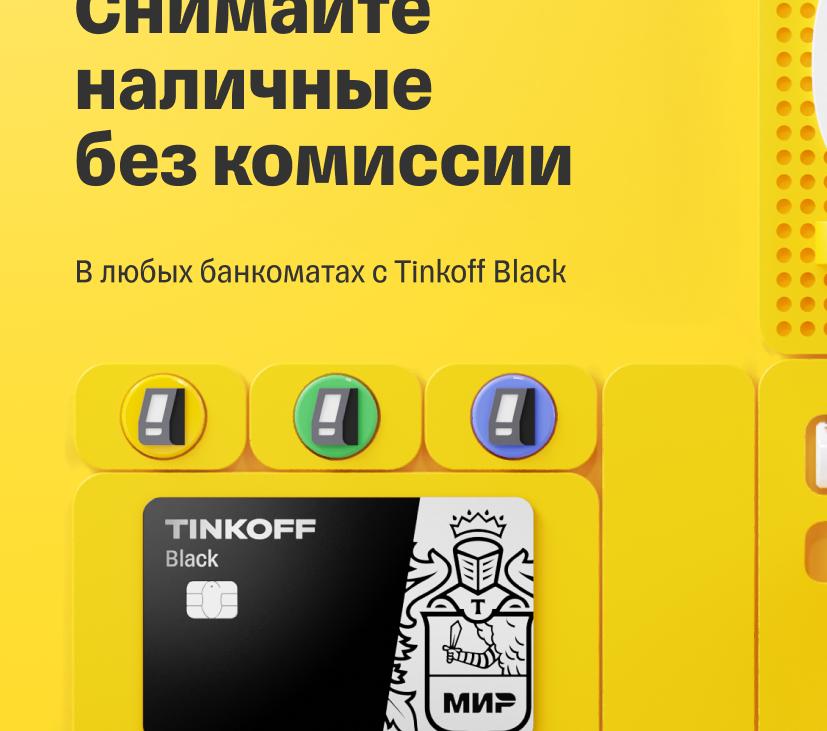 Снимайте
наличные
без комиссии
В любых банкоматах с Tinkoff Black
TINKOFF
Black
T
МИР